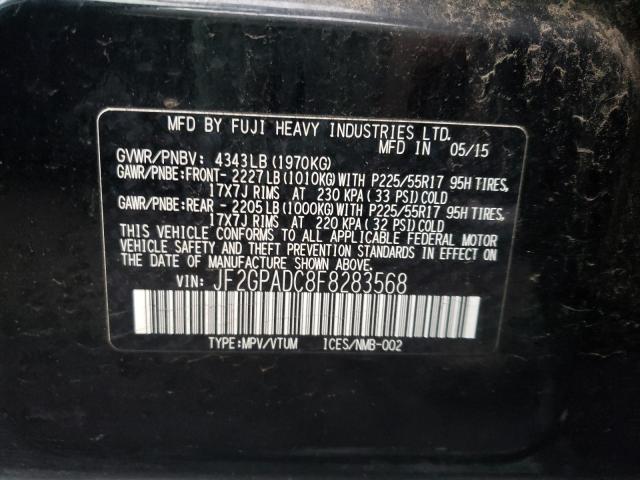 MFD BY FUJI HEAVY INDUSTRIES LTD.
MFD IN 05/15
GVWR/PNBV: 4343LB (1970KG)
GAWR/PNBE:FRONT- 2227LB (1010KG) WITH P225/55R17 95H TIRES,
17X7J RIMS AT 230 KPA (33 PSI) COLD
GAWR/PNBE:REAR - 2205LB (1000KG) WITH P225/55R17 95H TIRES,
17X7J RIMS AT 220 KPA (32 PSI) COLD
THIS VEHICLE CONFORMS TO ALL APPLICABLE FEDERAL MOTOR
VEHICLE SAFETY AND THEFT PREVENTION STANDARDS IN EFFECT ON
THE DATE OF MANUFACTURE SHOWN ABOVE.
VIN: JF2GPADC8F8283568
TYPE:MPV/VTUM ICES/NMB-002